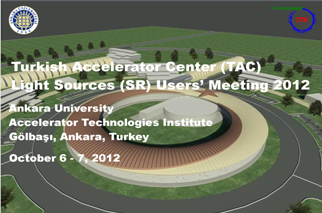 Turkish Accelerator Center (TAC)
Light Sources (SR) Users' Meeting 2012
Ankara University
Accelerator Technologies Institute
Gölbaşı, Ankara, Turkey
October 6 - 7, 2012